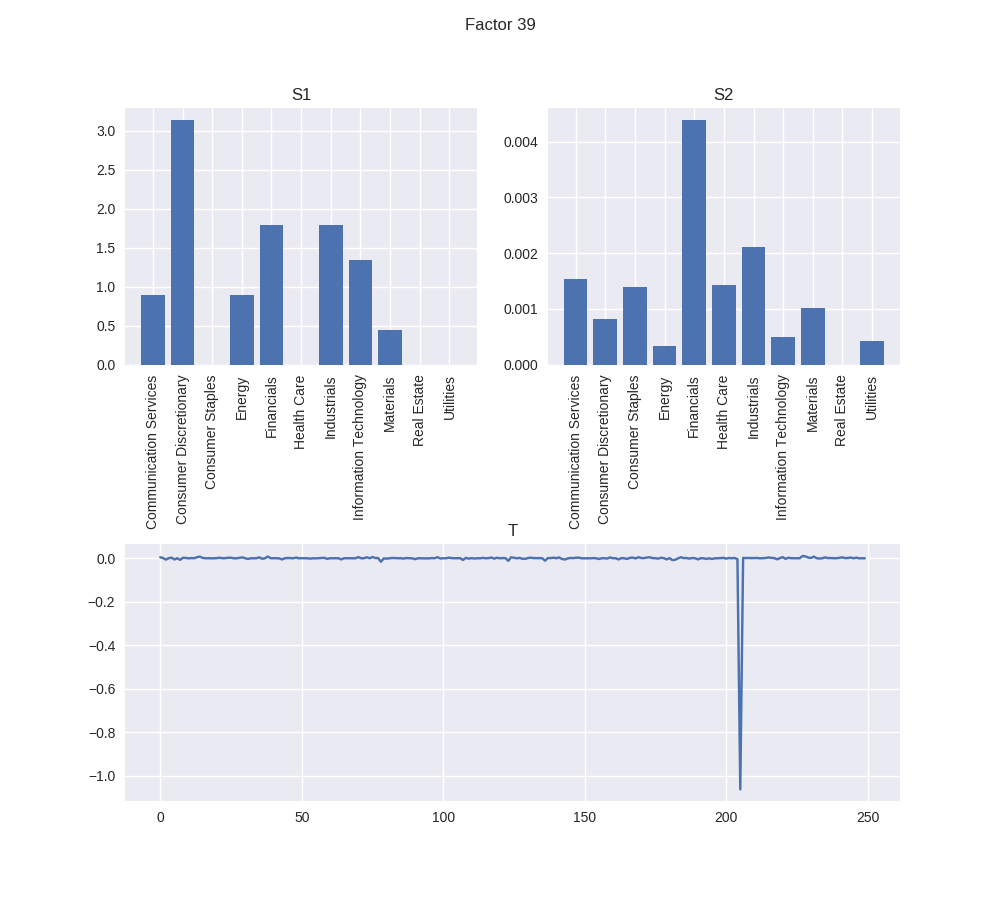 Factor 39
S1
3.0
2.5
2.0
1.5
1.0
0.5
0.0
Communication Services
Consumer Discretionary
Consumer Staples
Energy
Financials
Health Care
Industrials
Information Technology
Materials
Real Estate
Utilities
S2
0.004
0.003
0.002
0.001
0.000
Communication Services
Consumer Discretionary
Consumer Staples
Energy
Financials
Health Care
Industrials
Information Technology
Materials
Real Estate
Utilities
T
0.0
−0.2
−0.4
−0.6
−0.8
−1.0
0 50 100 150 200 250